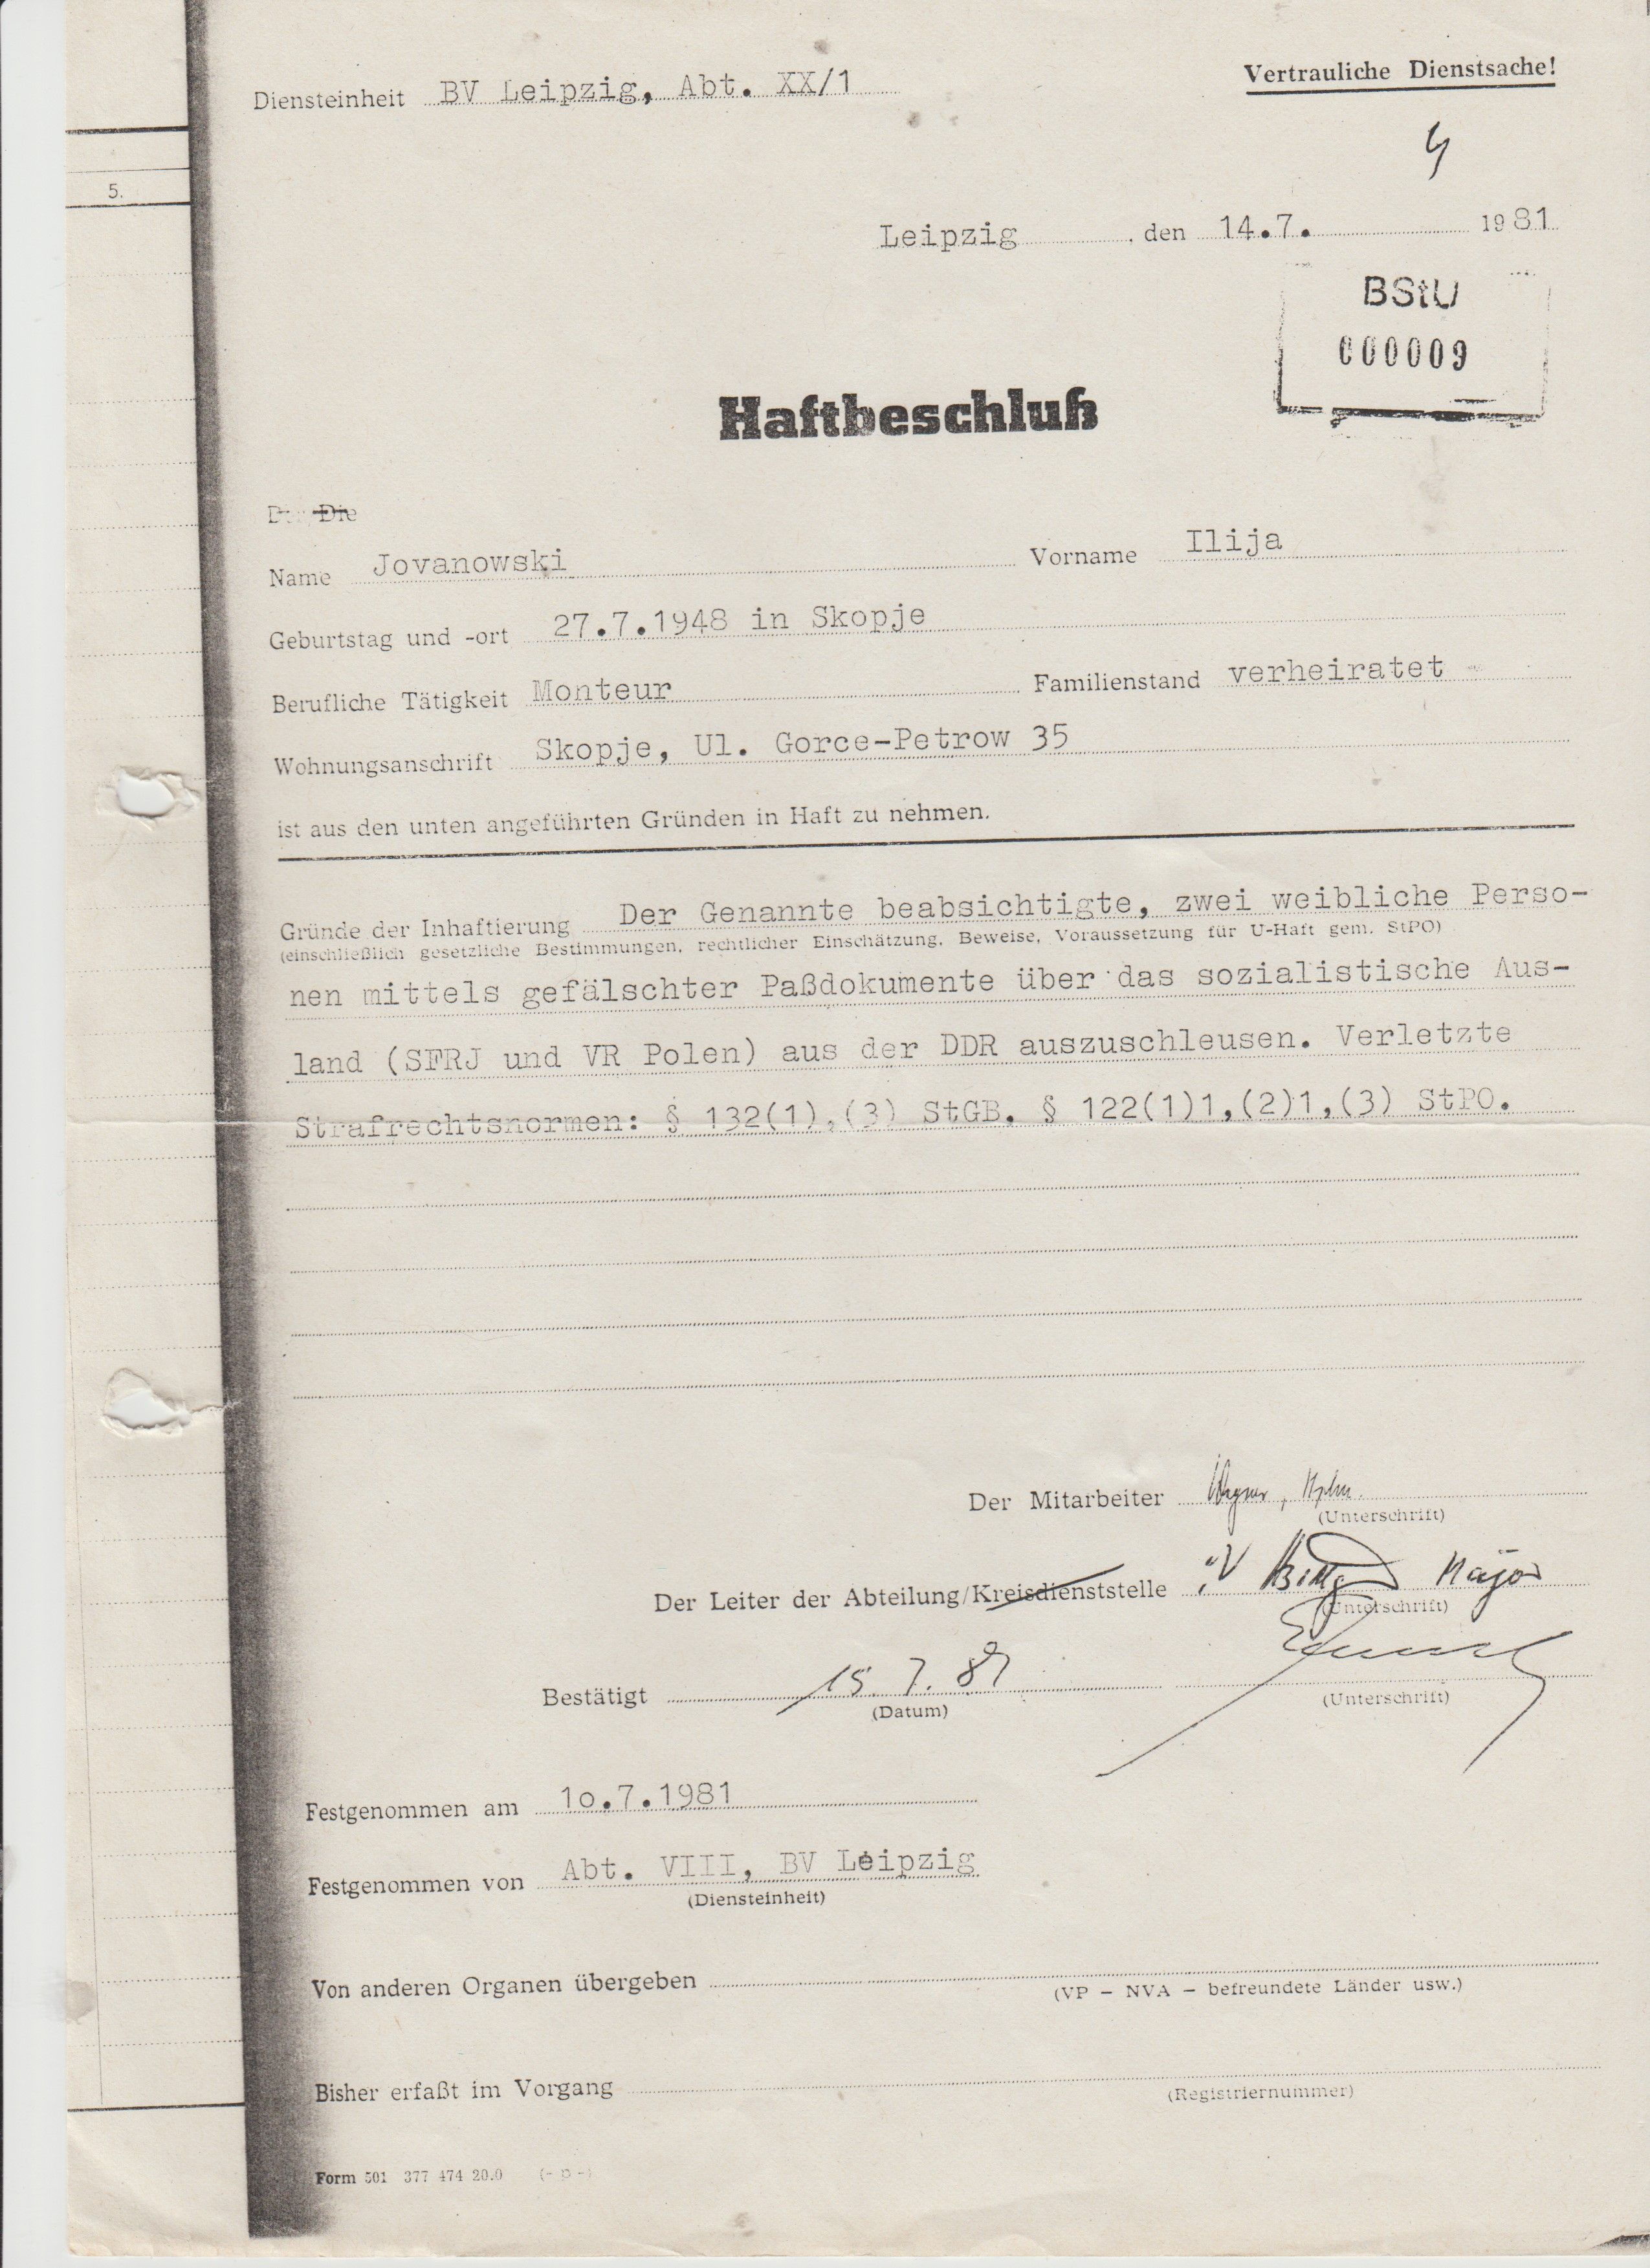 5.
Diensteinheit BV Leipzig, Abt. XX/1
Vertrauliche Dienstsache!
4
Leipzig, den 14.7. 1981
BStU
000009
Haftbeschluß
Die
Name Jovanowski Vorname Ilija
Geburtstag und -ort 27.7.1948 in Skopje
Berufliche Tätigkeit Monteur Familienstand verheiratet
Wohnungsanschrift Skopje, Ul. Gorce-Petrow 35
ist aus den unten angeführten Gründen in Haft zu nehmen.
Gründe der Inhaftierung Der Genannte beabsichtigte, zwei weibliche Perso-
(einschließlich gesetzliche Bestimmungen, rechtlicher Einschätzung, Beweise, Voraussetzung für U-Haft gem. StPO)
nen mittels gefälschter Paßdokumente über das sozialistische Aus-
land (SFRJ und VR Polen) aus der DDR auszuschleusen. Verletzte
Strafrechtsnormen: § 132(1),(3) StGB. § 122(1)1,(2)1,(3) StPO.
Der Mitarbeiter
(Unterschrift)
Der Leiter der Abteilung/Kreisdienststelle i.V Major
(Unterschrift)
Bestätigt 15.7.81
(Datum) (Unterschrift)
Festgenommen am 1o.7.1981
Festgenommen von Abt. VIII, BV Leipzig
(Diensteinheit)
Von anderen Organen übergeben
(VP – NVA – befreundete Länder usw.)
Bisher erfaßt im Vorgang
(Registriernummer)
Form 501 377 474 20.0